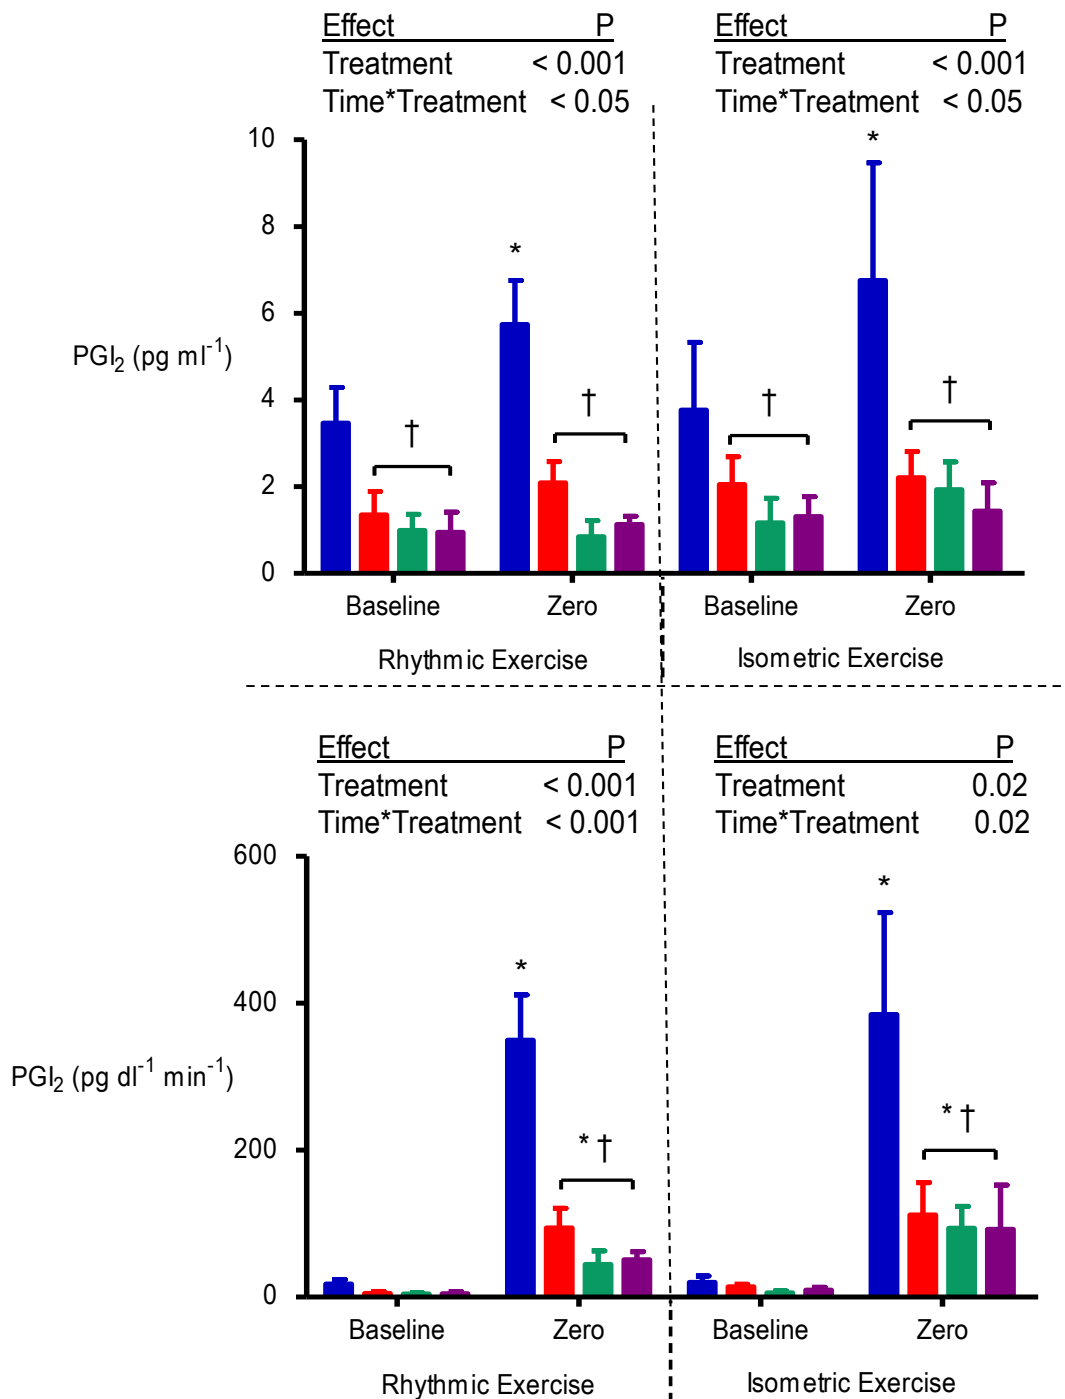 Effect P
Treatment < 0.001
Time*Treatment < 0.05
Effect P
Treatment < 0.001
Time*Treatment < 0.05
PGI₂ (pg ml⁻¹)
10
8
6
4
2
0
*
†
†
*
†
†
Baseline Zero
Rhythmic Exercise
Baseline Zero
Isometric Exercise
Effect P
Treatment < 0.001
Time*Treatment < 0.001
Effect P
Treatment 0.02
Time*Treatment 0.02
PGI₂ (pg dl⁻¹ min⁻¹)
600
400
200
0
*
* †
*
* †
Baseline Zero
Rhythmic Exercise
Baseline Zero
Isometric Exercise